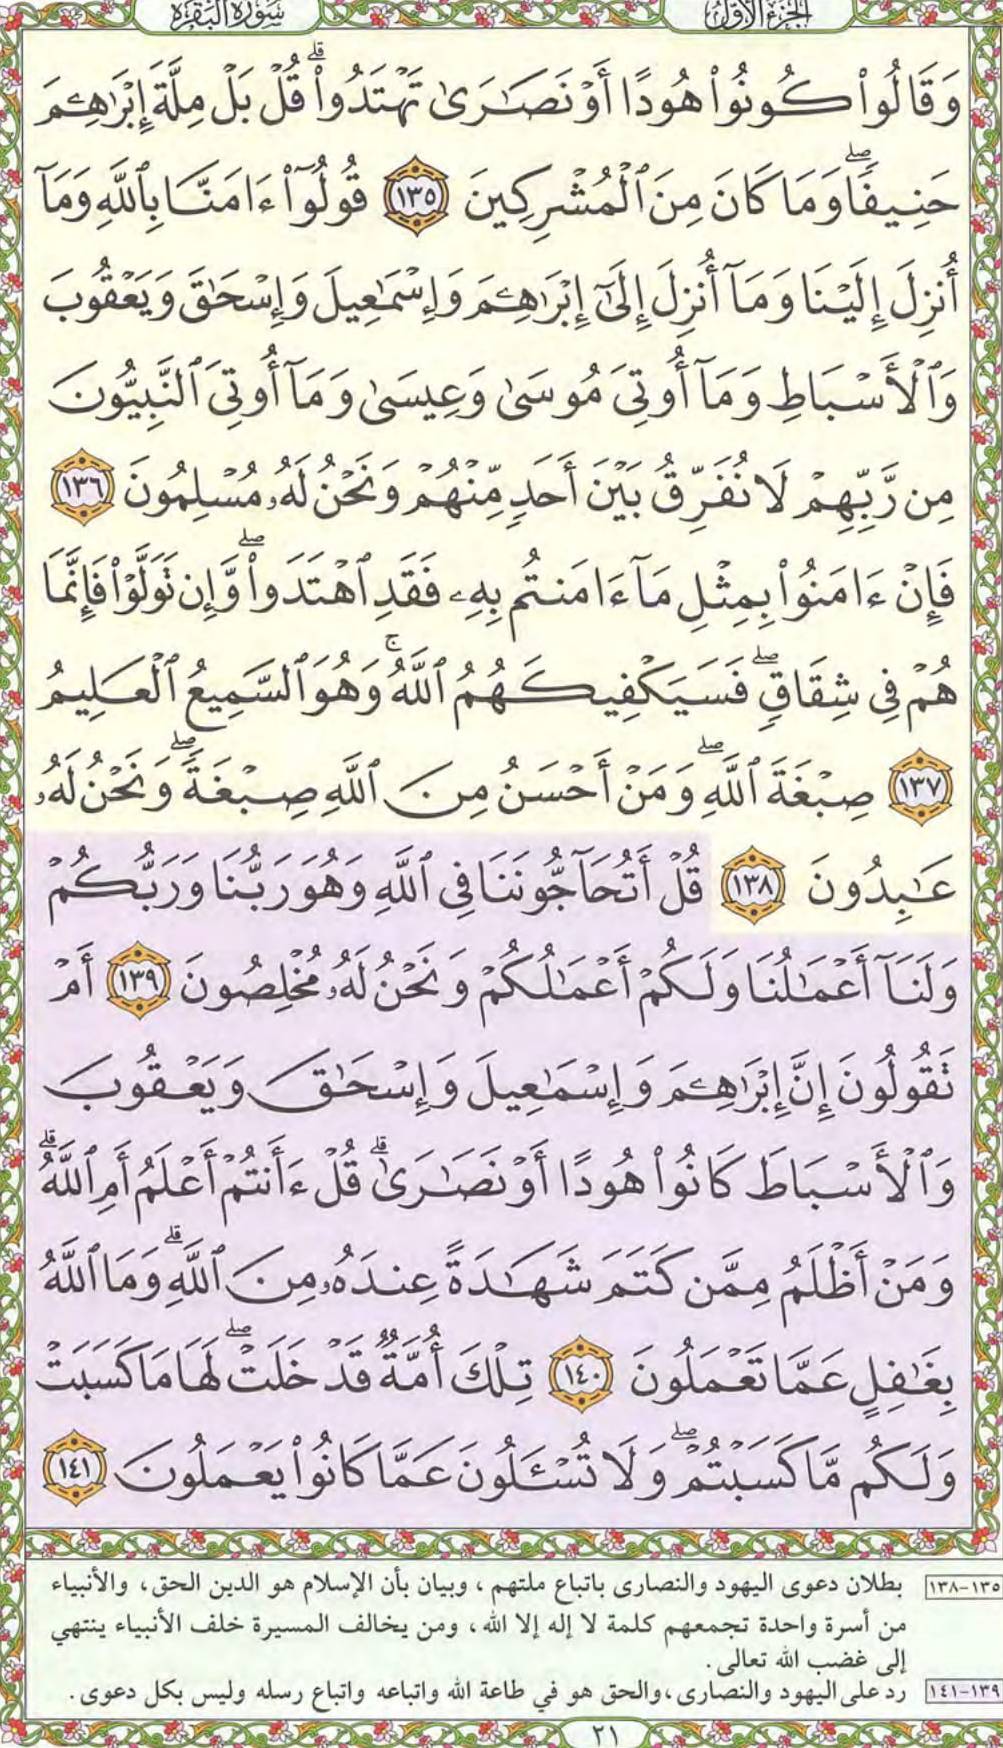 الجزء الأول سورة البقرة
وَقَالُوا۟ كُونُوا۟ هُودًا أَوْ نَصَـٰرَىٰ تَهْتَدُوا۟ ۗ قُلْ بَلْ مِلَّةَ إِبْرَٰهِـۧمَ
حَنِيفًا ۖ وَمَا كَانَ مِنَ ٱلْمُشْرِكِينَ ١٣٥ قُولُوٓا۟ ءَامَنَّا بِٱللَّهِ وَمَآ
أُنزِلَ إِلَيْنَا وَمَآ أُنزِلَ إِلَىٰٓ إِبْرَٰهِـۧمَ وَإِسْمَـٰعِيلَ وَإِسْحَـٰقَ وَيَعْقُوبَ
وَٱلْأَسْبَاطِ وَمَآ أُوتِىَ مُوسَىٰ وَعِيسَىٰ وَمَآ أُوتِىَ ٱلنَّبِيُّونَ
مِن رَّبِّهِمْ لَا نُفَرِّقُ بَيْنَ أَحَدٍ مِّنْهُمْ وَنَحْنُ لَهُۥ مُسْلِمُونَ ١٣٦
فَإِنْ ءَامَنُوا۟ بِمِثْلِ مَآ ءَامَنتُم بِهِۦ فَقَدِ ٱهْتَدَوا۟ ۖ وَّإِن تَوَلَّوْا۟ فَإِنَّمَا
هُمْ فِى شِقَاقٍ ۖ فَسَيَكْفِيكَهُمُ ٱللَّهُ ۚ وَهُوَ ٱلسَّمِيعُ ٱلْعَلِيمُ
١٣٧ صِبْغَةَ ٱللَّهِ ۖ وَمَنْ أَحْسَنُ مِنَ ٱللَّهِ صِبْغَةً ۖ وَنَحْنُ لَهُۥ
عَـٰبِدُونَ ١٣٨ قُلْ أَتُحَآجُّونَنَا فِى ٱللَّهِ وَهُوَ رَبُّنَا وَرَبُّكُمْ
وَلَنَآ أَعْمَـٰلُنَا وَلَكُمْ أَعْمَـٰلُكُمْ وَنَحْنُ لَهُۥ مُخْلِصُونَ ١٣٩ أَمْ
تَقُولُونَ إِنَّ إِبْرَٰهِـۧمَ وَإِسْمَـٰعِيلَ وَإِسْحَـٰقَ وَيَعْقُوبَ
وَٱلْأَسْبَاطَ كَانُوا۟ هُودًا أَوْ نَصَـٰرَىٰ ۗ قُلْ ءَأَنتُمْ أَعْلَمُ أَمِ ٱللَّهُ ۗ
وَمَنْ أَظْلَمُ مِمَّن كَتَمَ شَهَـٰدَةً عِندَهُۥ مِنَ ٱللَّهِ ۗ وَمَا ٱللَّهُ
بِغَـٰفِلٍ عَمَّا تَعْمَلُونَ ١٤٠ تِلْكَ أُمَّةٌ قَدْ خَلَتْ ۖ لَهَا مَا كَسَبَتْ
وَلَكُم مَّا كَسَبْتُمْ ۖ وَلَا تُسْـَٔلُونَ عَمَّا كَانُوا۟ يَعْمَلُونَ ١٤١
١٣٥-١٣٨ بطلان دعوى اليهود والنصارى باتباع ملتهم ، وبيان بأن الإسلام هو الدين الحق ، والأنبياء
من أسرة واحدة تجمعهم كلمة لا إله إلا الله ، ومن يخالف المسيرة خلف الأنبياء ينتهي
إلى غضب الله تعالى .
١٣٩-١٤١ رد على اليهود والنصارى ، والحق هو في طاعة الله واتباعه واتباع رسله وليس بكل دعوى .
٢١